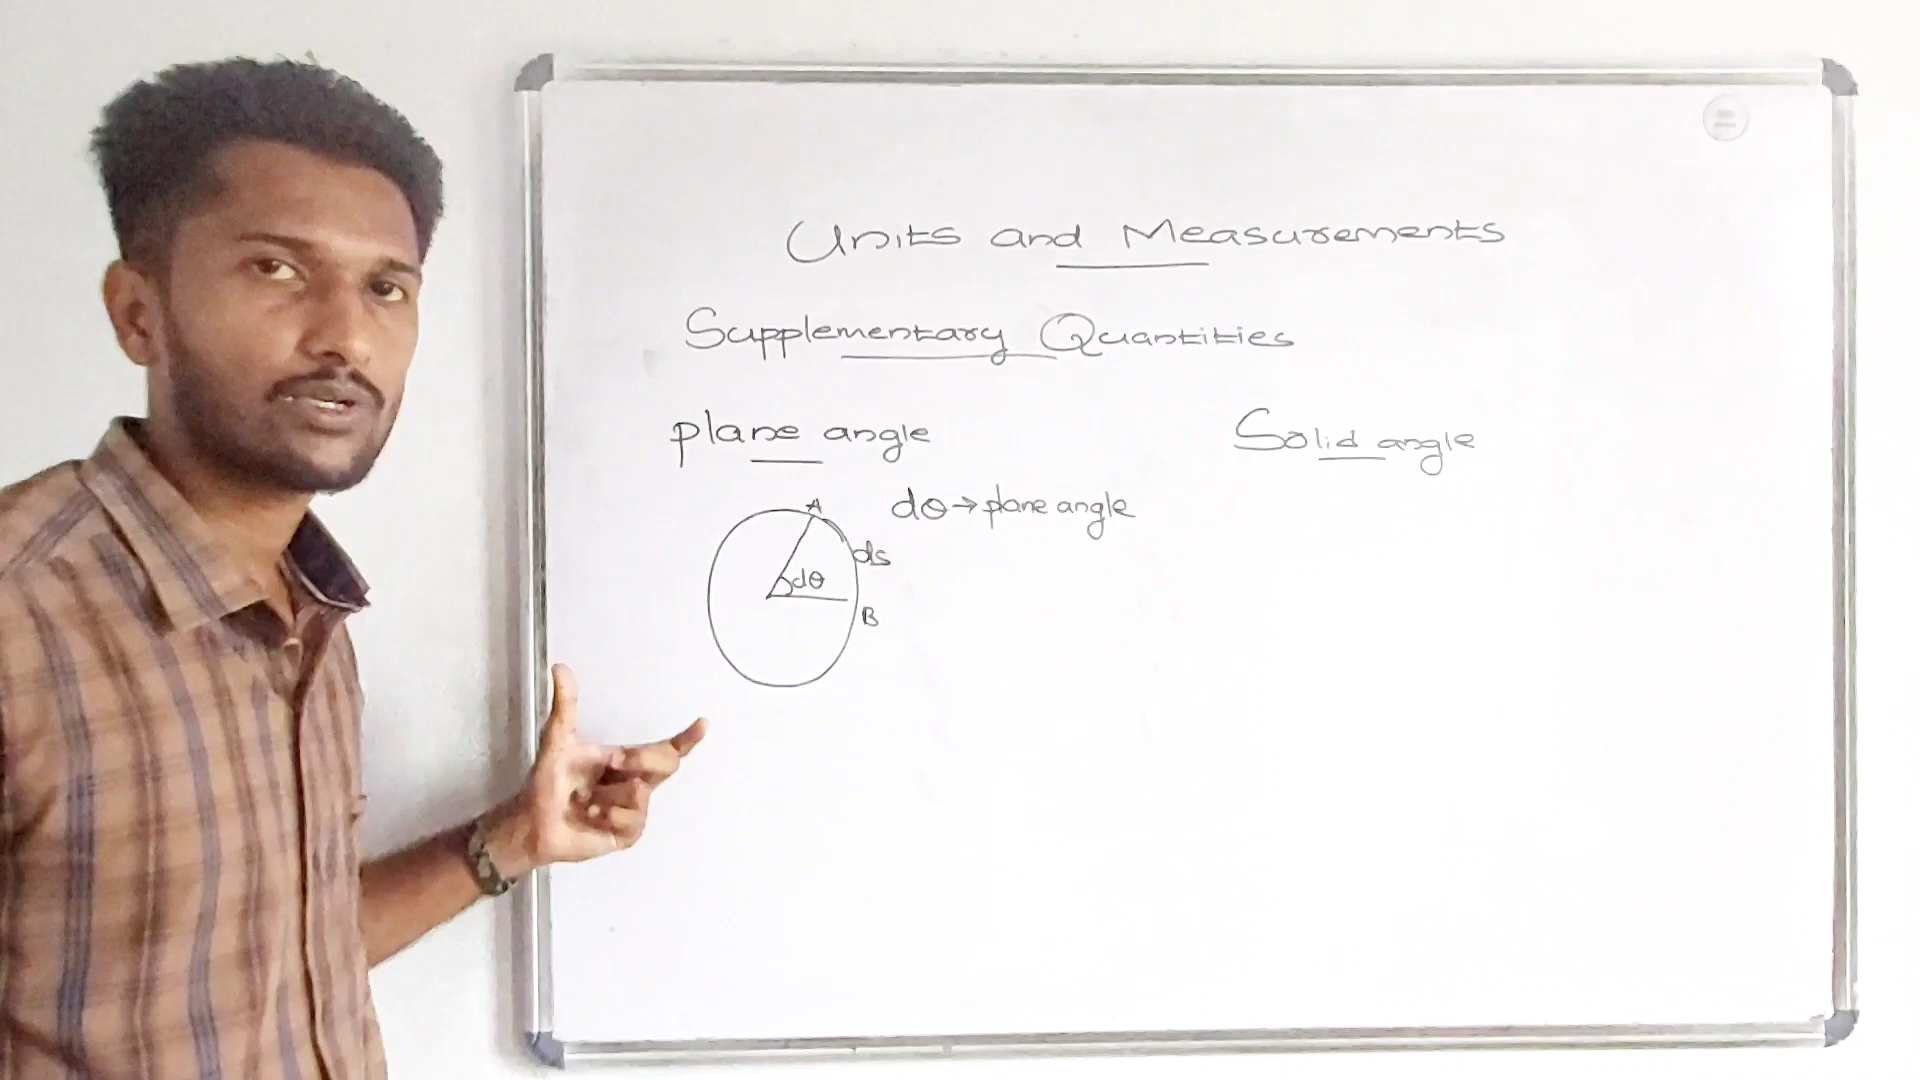 Units and Measurements
Supplementary Quantities
plane angle
Solid angle
A
dθ→plane angle
ds
dθ
B